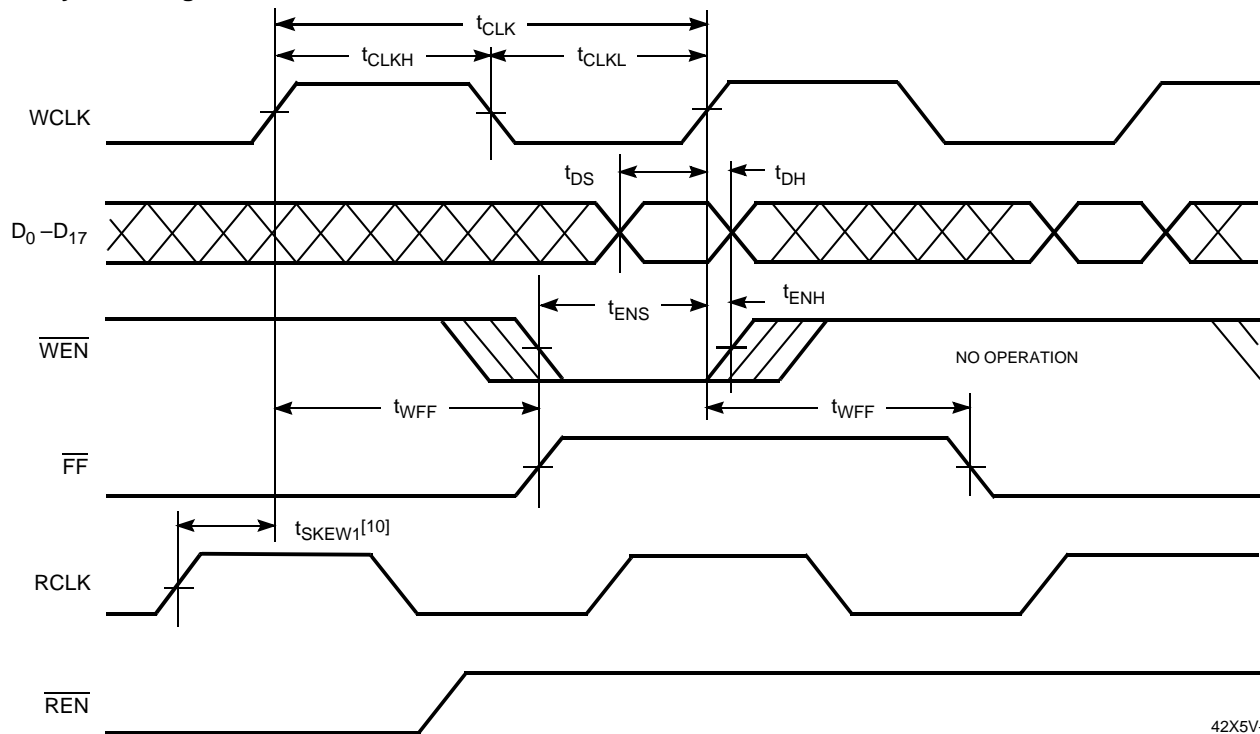 tCLK
tCLKH
tCLKL
WCLK
tDS
tDH
D0 –D17
tENS
tENH
WEN
NO OPERATION
tWFF
tWFF
FF
tSKEW1[10]
RCLK
REN
42X5V-